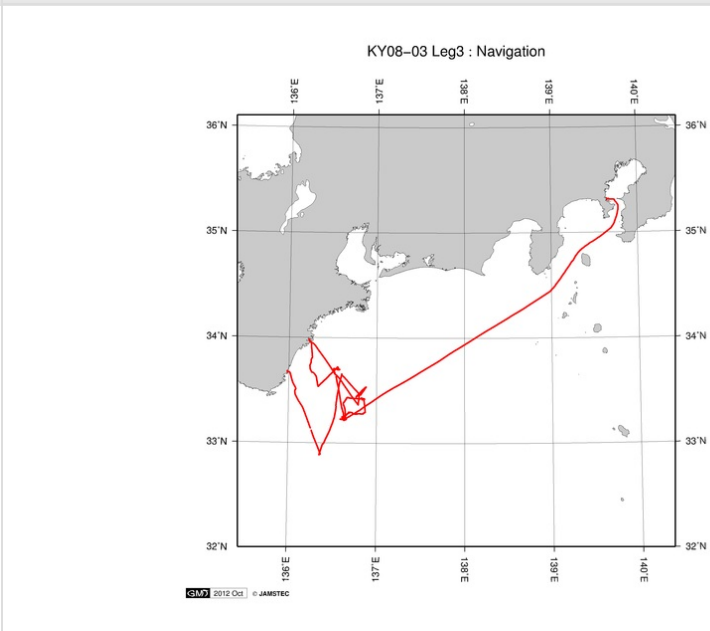 KY08−03 Leg3 : Navigation
136˚E 137˚E 138˚E 139˚E 140˚E
36˚N 36˚N
35˚N 35˚N
34˚N 34˚N
33˚N 33˚N
32˚N 32˚N
136˚E 137˚E 138˚E 139˚E 140˚E
GMD 2012 Oct © JAMSTEC